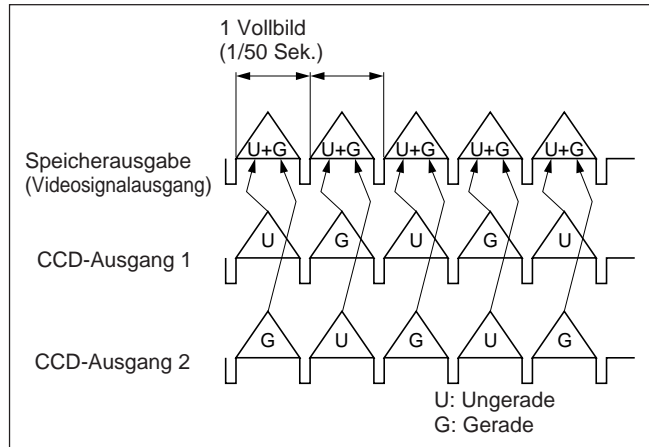 1 Vollbild
(1/50 Sek.)
U+G U+G U+G U+G U+G
Speicherausgabe
(Videosignalausgang)
U G U G U
CCD-Ausgang 1
G U G U G
CCD-Ausgang 2
U: Ungerade
G: Gerade